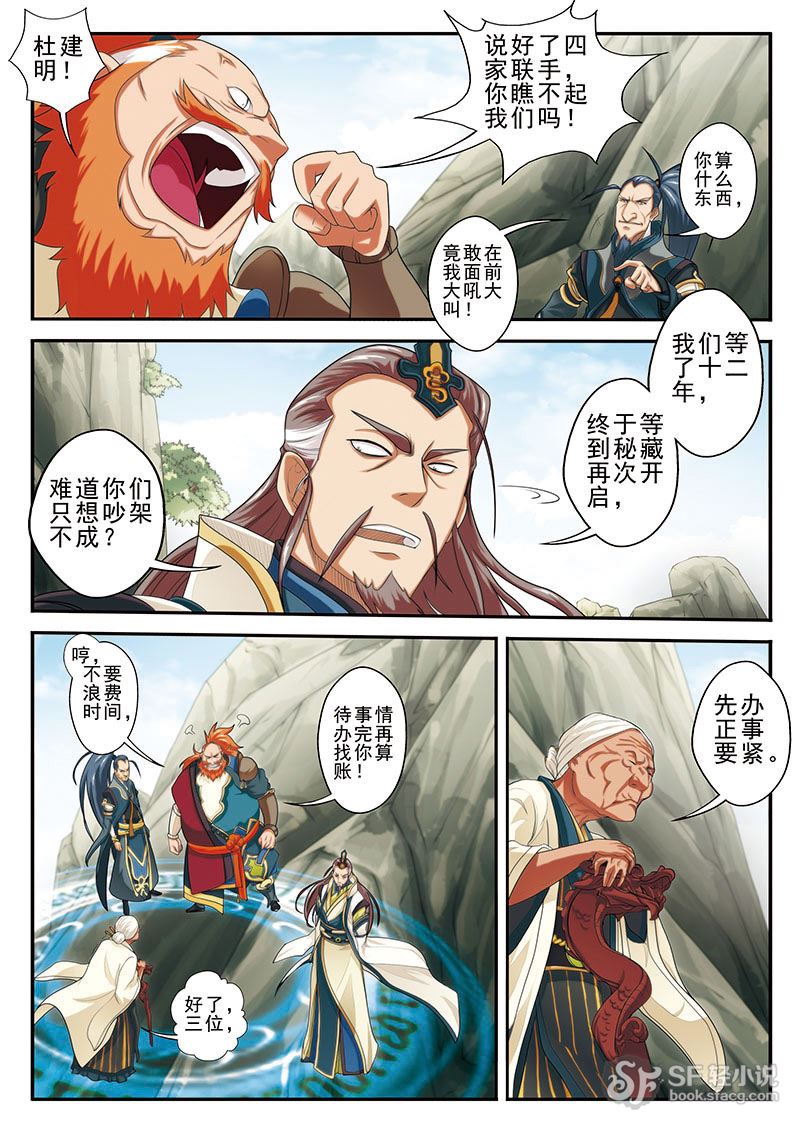 杜建
明！
说好了四
家联手，
你瞧不起
我们吗！
你算
什么
东西，
竟敢在
我面前
大吼大
叫！
我们等
了十二
年，
终于等
到秘藏
再次开
启，
难道你们
只想吵架
不成？
哼，
不要
浪费
时间，
待事情
办完再
找你算
账！
好了，
三位，
先办
正事
要紧。
SF轻小说
book.sfacg.com